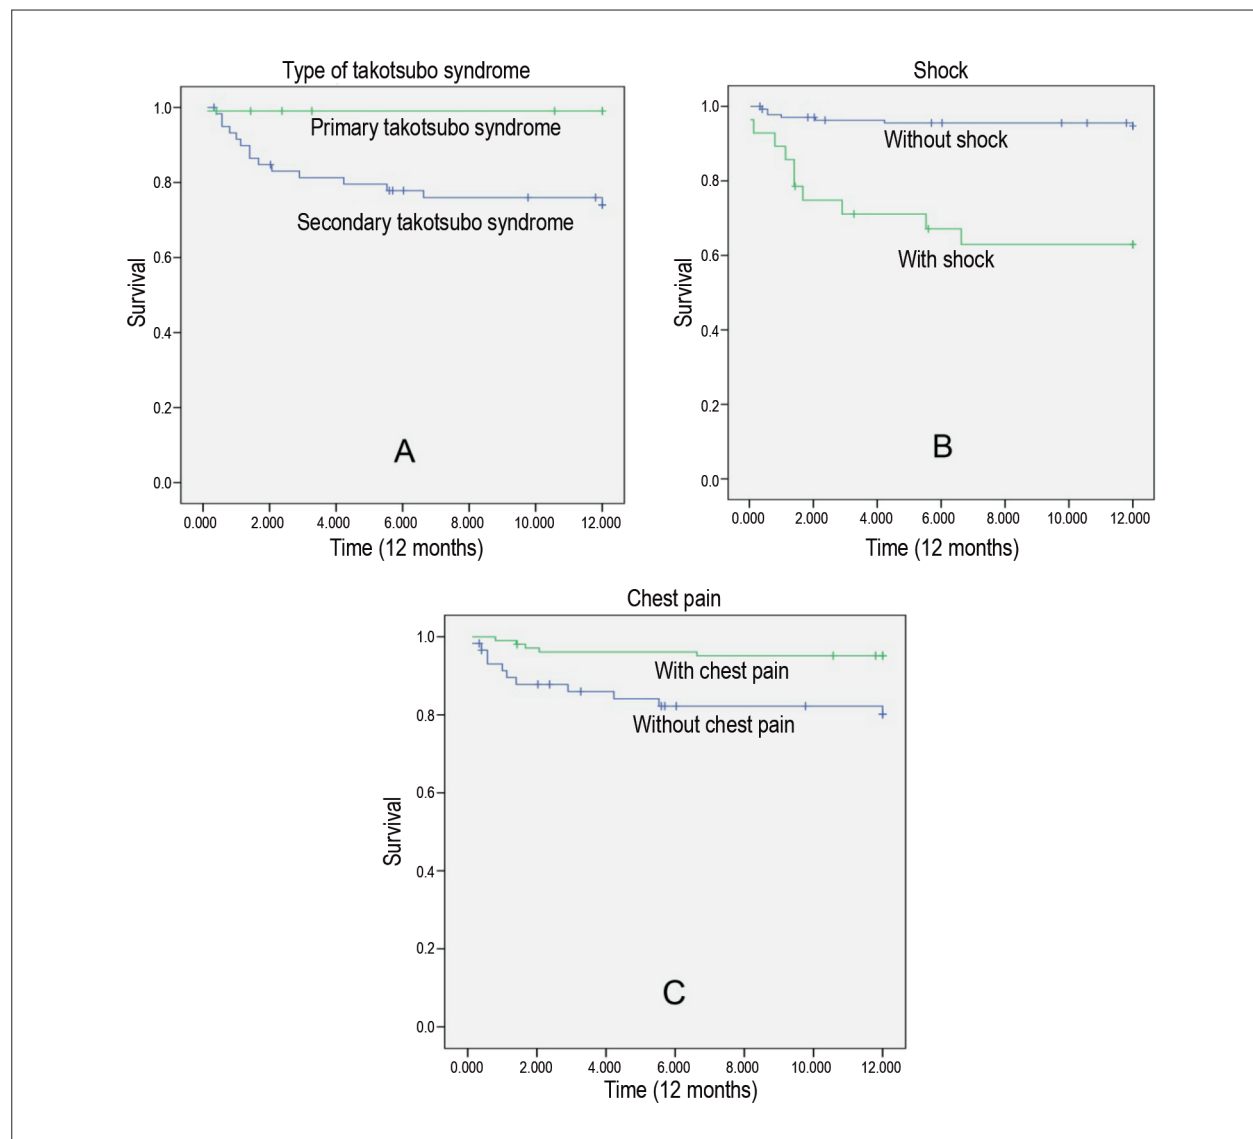 Type of takotsubo syndrome
1.0
0.8
0.6
0.4
0.2
0.0
Survival
Primary takotsubo syndrome
Secondary takotsubo syndrome
A
0.000 2.000 4.000 6.000 8.000 10.000 12.000
Time (12 months)
Shock
1.0
0.8
0.6
0.4
0.2
0.0
Survival
Without shock
With shock
B
0.000 2.000 4.000 6.000 8.000 10.000 12.000
Time (12 months)
Chest pain
1.0
0.8
0.6
0.4
0.2
0.0
Survival
With chest pain
Without chest pain
C
0.000 2.000 4.000 6.000 8.000 10.000 12.000
Time (12 months)